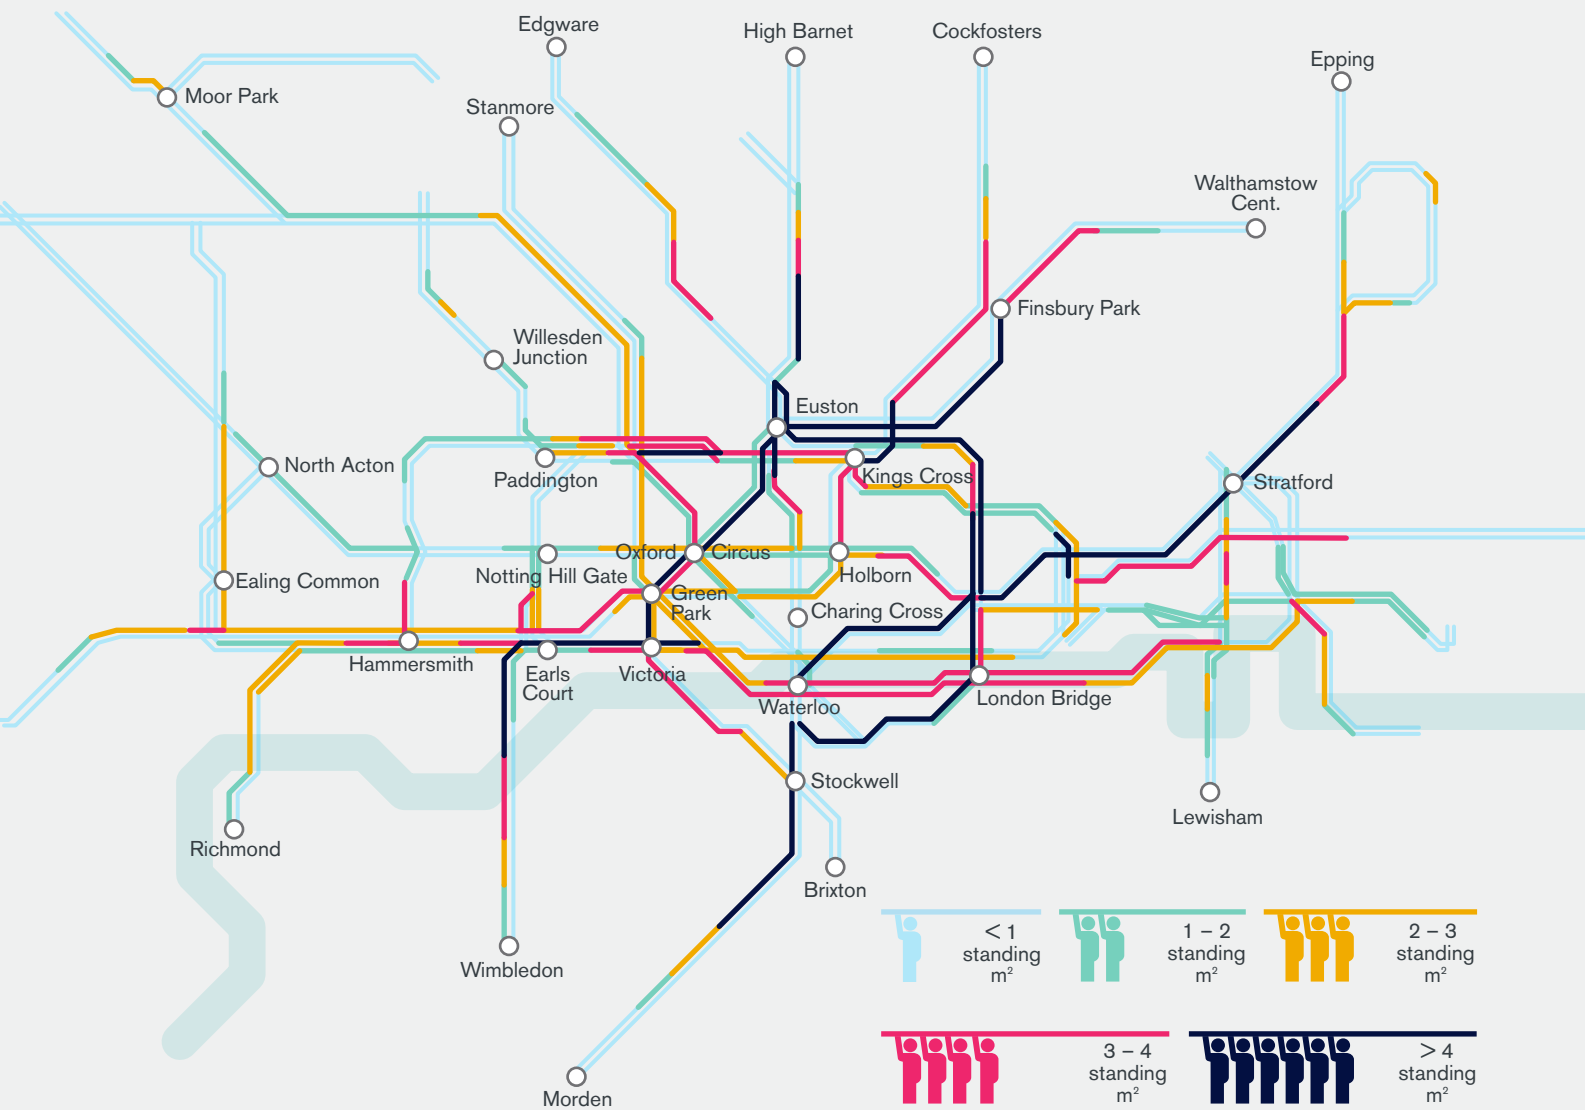 Edgware
High Barnet
Cockfosters
Epping
Moor Park
Stanmore
Walthamstow
Cent.
Finsbury Park
Willesden
Junction
Euston
North Acton
Paddington
Kings Cross
Stratford
Oxford Circus
Notting Hill Gate
Holborn
Ealing Common
Green
Park
Charing Cross
Hammersmith
Earls
Court
Victoria
Waterloo
London Bridge
Stockwell
Lewisham
Richmond
Brixton
Wimbledon
Morden
< 1
standing
m²
1 – 2
standing
m²
2 – 3
standing
m²
3 – 4
standing
m²
> 4
standing
m²